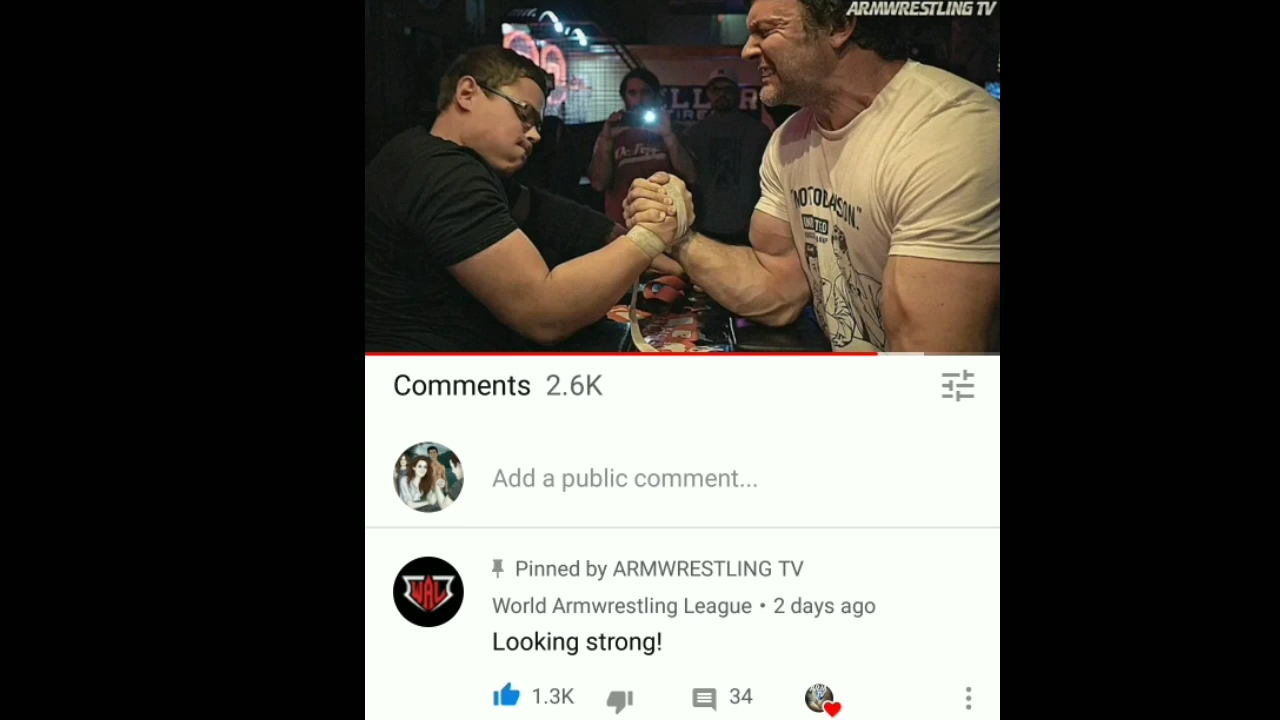 ARMWRESTLING TV
Comments 2.6K
Add a public comment...
Pinned by ARMWRESTLING TV
WAL
World Armwrestling League • 2 days ago
Looking strong!
1.3K
34